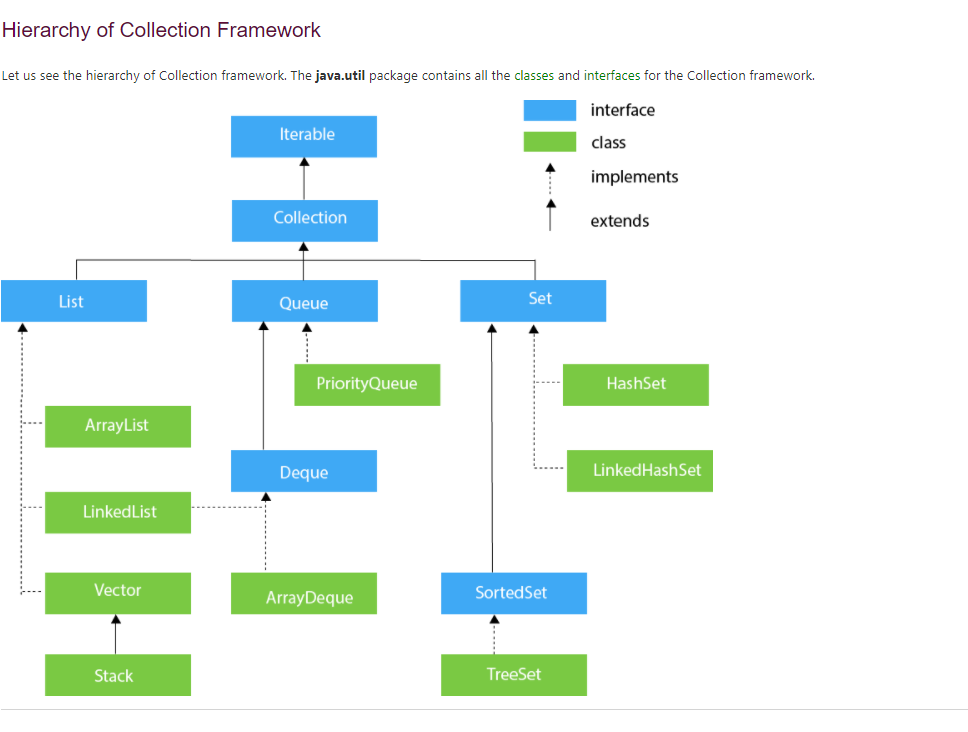 Hierarchy of Collection Framework
Let us see the hierarchy of Collection framework. The java.util package contains all the classes and interfaces for the Collection framework.
interface
class
implements
extends
Iterable
Collection
List
Queue
Set
PriorityQueue
HashSet
ArrayList
Deque
LinkedHashSet
LinkedList
Vector
ArrayDeque
SortedSet
Stack
TreeSet